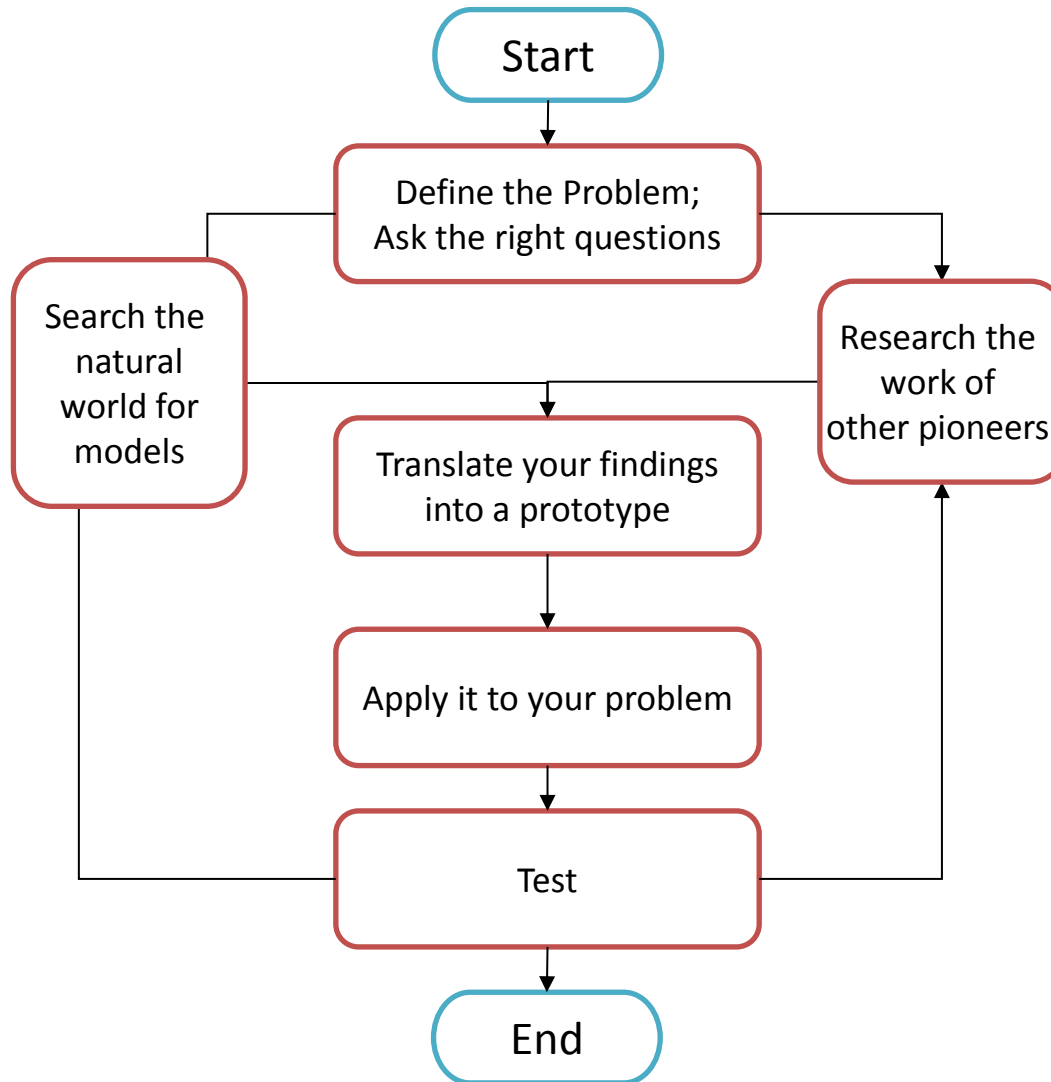 Start
Define the Problem;
Ask the right questions
Search the
natural
world for
models
Research the
work of
other pioneers
Translate your findings
into a prototype
Apply it to your problem
Test
End